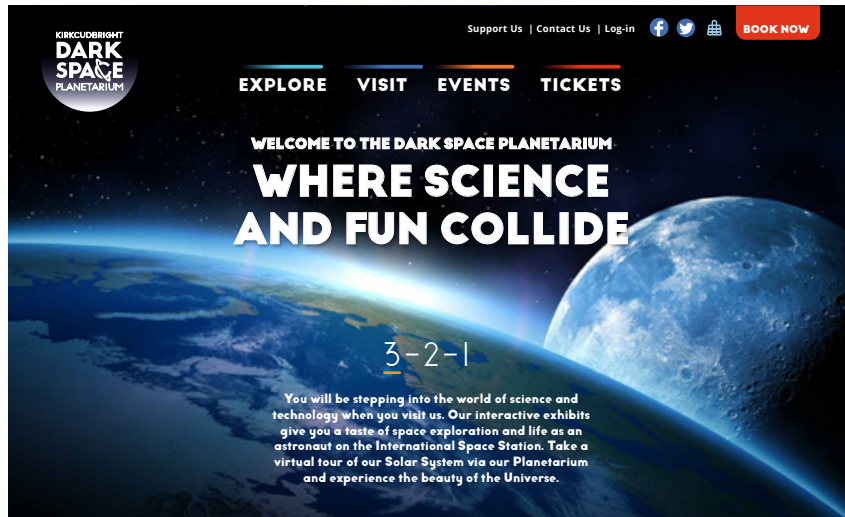 Support Us | Contact Us | Log-in
BOOK NOW
KIRKCUDBRIGHT
DARK
SPACE
PLANETARIUM
EXPLORE VISIT EVENTS TICKETS
WELCOME TO THE DARK SPACE PLANETARIUM
WHERE SCIENCE
AND FUN COLLIDE
3-2-1
You will be stepping into the world of science and
technology when you visit us. Our interactive exhibits
give you a taste of space exploration and life as an
astronaut on the International Space Station. Take a
virtual tour of our Solar System via our Planetarium
and experience the beauty of the Universe.